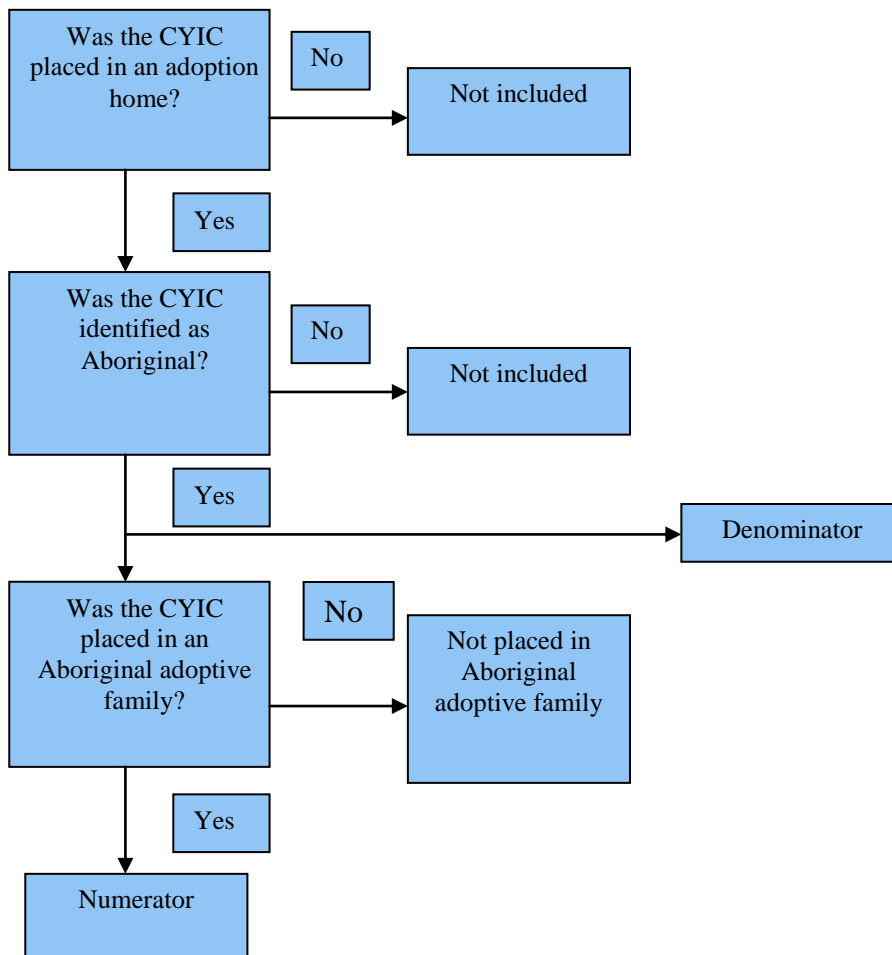 Was the CYIC
placed in an adoption
home?
No
Not included
Yes
Was the CYIC
identified as
Aboriginal?
No
Not included
Yes
Denominator
Was the CYIC
placed in an
Aboriginal adoptive
family?
No
Not placed in
Aboriginal
adoptive family
Yes
Numerator